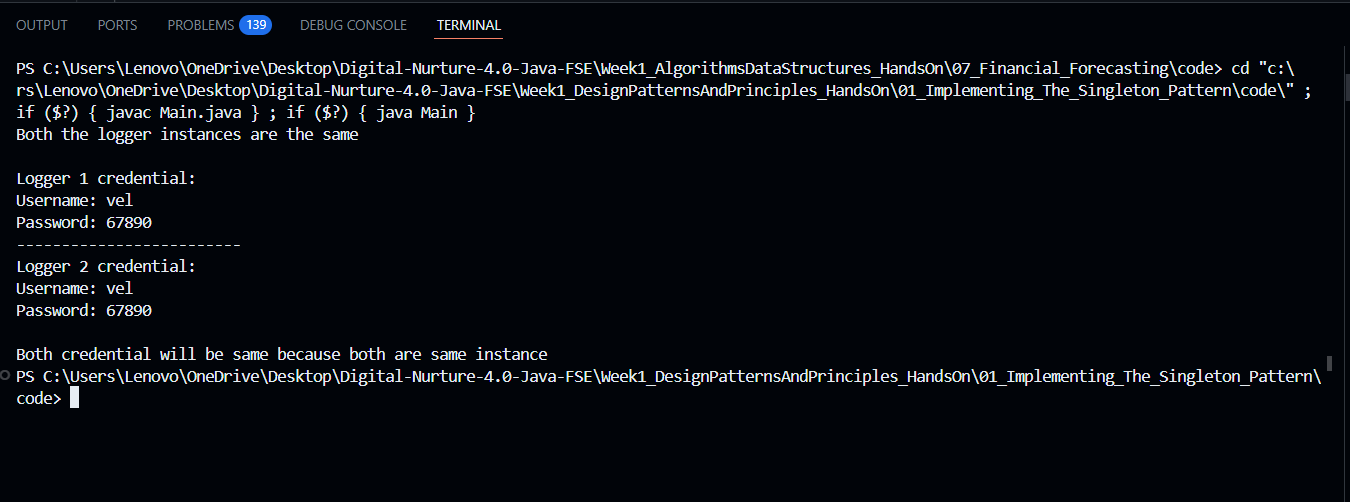 OUTPUT PORTS PROBLEMS 139 DEBUG CONSOLE TERMINAL
PS C:\Users\Lenovo\OneDrive\Desktop\Digital-Nurture-4.0-Java-FSE\Week1_AlgorithmsDataStructures_HandsOn\07_Financial_Forecasting\code> cd "c:\
rs\Lenovo\OneDrive\Desktop\Digital-Nurture-4.0-Java-FSE\Week1_DesignPatternsAndPrinciples_HandsOn\01_Implementing_The_Singleton_Pattern\code\" ;
if ($?) { javac Main.java } ; if ($?) { java Main }
Both the logger instances are the same
Logger 1 credential:
Username: vel
Password: 67890
-------------------------
Logger 2 credential:
Username: vel
Password: 67890
Both credential will be same because both are same instance
PS C:\Users\Lenovo\OneDrive\Desktop\Digital-Nurture-4.0-Java-FSE\Week1_DesignPatternsAndPrinciples_HandsOn\01_Implementing_The_Singleton_Pattern\
code>